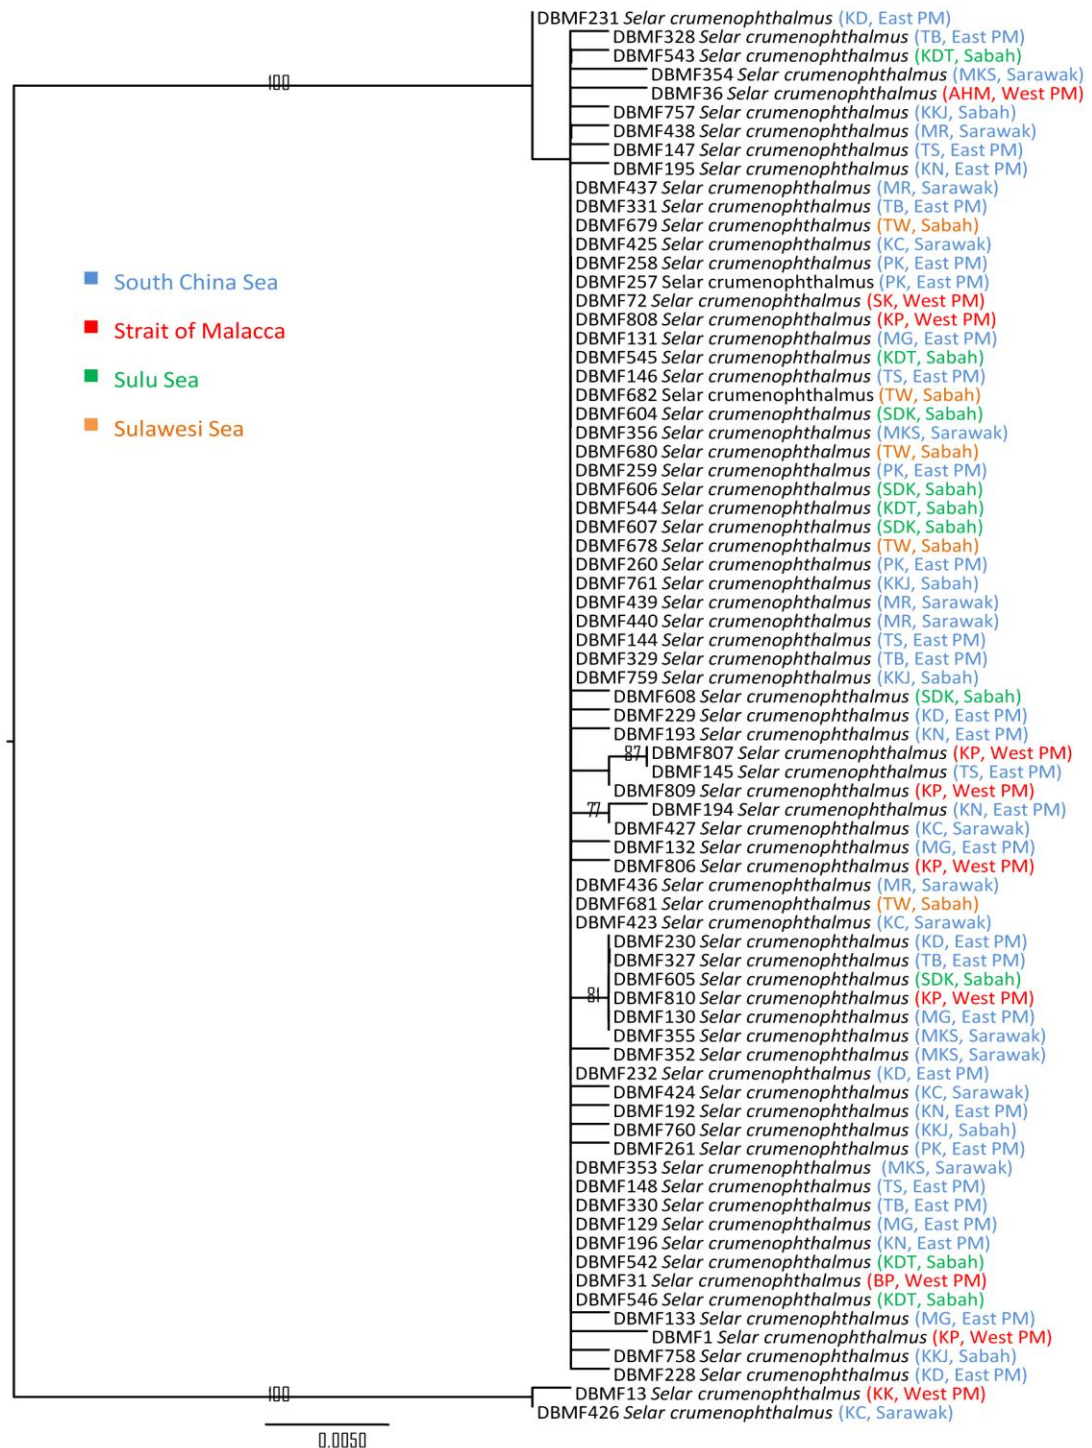 DBMF231 Selar crumenophthalmus (KD, East PM)
DBMF328 Selar crumenophthalmus (TB, East PM)
DBMF543 Selar crumenophthalmus (KDT, Sabah)
DBMF354 Selar crumenophthalmus (MKS, Sarawak)
100
DBMF36 Selar crumenophthalmus (AHM, West PM)
DBMF757 Selar crumenophthalmus (KKJ, Sabah)
DBMF438 Selar crumenophthalmus (MR, Sarawak)
DBMF147 Selar crumenophthalmus (TS, East PM)
DBMF195 Selar crumenophthalmus (KN, East PM)
DBMF437 Selar crumenophthalmus (MR, Sarawak)
DBMF331 Selar crumenophthalmus (TB, East PM)
DBMF679 Selar crumenophthalmus (TW, Sabah)
DBMF425 Selar crumenophthalmus (KC, Sarawak)
DBMF258 Selar crumenophthalmus (PK, East PM)
DBMF257 Selar crumenophthalmus (PK, East PM)
DBMF72 Selar crumenophthalmus (SK, West PM)
DBMF808 Selar crumenophthalmus (KP, West PM)
DBMF131 Selar crumenophthalmus (MG, East PM)
DBMF545 Selar crumenophthalmus (KDT, Sabah)
DBMF146 Selar crumenophthalmus (TS, East PM)
DBMF682 Selar crumenophthalmus (TW, Sabah)
DBMF604 Selar crumenophthalmus (SDK, Sabah)
DBMF356 Selar crumenophthalmus (MKS, Sarawak)
DBMF680 Selar crumenophthalmus (TW, Sabah)
DBMF259 Selar crumenophthalmus (PK, East PM)
DBMF606 Selar crumenophthalmus (SDK, Sabah)
DBMF544 Selar crumenophthalmus (KDT, Sabah)
DBMF607 Selar crumenophthalmus (SDK, Sabah)
DBMF678 Selar crumenophthalmus (TW, Sabah)
DBMF260 Selar crumenophthalmus (PK, East PM)
DBMF761 Selar crumenophthalmus (KKJ, Sabah)
DBMF439 Selar crumenophthalmus (MR, Sarawak)
DBMF440 Selar crumenophthalmus (MR, Sarawak)
DBMF144 Selar crumenophthalmus (TS, East PM)
DBMF329 Selar crumenophthalmus (TB, East PM)
DBMF759 Selar crumenophthalmus (KKJ, Sabah)
DBMF608 Selar crumenophthalmus (SDK, Sabah)
DBMF229 Selar crumenophthalmus (KD, East PM)
DBMF193 Selar crumenophthalmus (KN, East PM)
87
DBMF807 Selar crumenophthalmus (KP, West PM)
DBMF145 Selar crumenophthalmus (TS, East PM)
DBMF809 Selar crumenophthalmus (KP, West PM)
77
DBMF194 Selar crumenophthalmus (KN, East PM)
DBMF427 Selar crumenophthalmus (KC, Sarawak)
DBMF132 Selar crumenophthalmus (MG, East PM)
DBMF806 Selar crumenophthalmus (KP, West PM)
DBMF436 Selar crumenophthalmus (MR, Sarawak)
DBMF681 Selar crumenophthalmus (TW, Sabah)
DBMF423 Selar crumenophthalmus (KC, Sarawak)
DBMF230 Selar crumenophthalmus (KD, East PM)
DBMF327 Selar crumenophthalmus (TB, East PM)
DBMF605 Selar crumenophthalmus (SDK, Sabah)
81
DBMF810 Selar crumenophthalmus (KP, West PM)
DBMF130 Selar crumenophthalmus (MG, East PM)
DBMF355 Selar crumenophthalmus (MKS, Sarawak)
DBMF352 Selar crumenophthalmus (MKS, Sarawak)
DBMF232 Selar crumenophthalmus (KD, East PM)
DBMF424 Selar crumenophthalmus (KC, Sarawak)
DBMF192 Selar crumenophthalmus (KN, East PM)
DBMF760 Selar crumenophthalmus (KKJ, Sabah)
DBMF261 Selar crumenophthalmus (PK, East PM)
DBMF353 Selar crumenophthalmus (MKS, Sarawak)
DBMF148 Selar crumenophthalmus (TS, East PM)
DBMF330 Selar crumenophthalmus (TB, East PM)
DBMF129 Selar crumenophthalmus (MG, East PM)
DBMF196 Selar crumenophthalmus (KN, East PM)
DBMF542 Selar crumenophthalmus (KDT, Sabah)
DBMF31 Selar crumenophthalmus (BP, West PM)
DBMF546 Selar crumenophthalmus (KDT, Sabah)
DBMF133 Selar crumenophthalmus (MG, East PM)
DBMF1 Selar crumenophthalmus (KP, West PM)
DBMF758 Selar crumenophthalmus (KKJ, Sabah)
DBMF228 Selar crumenophthalmus (KD, East PM)
100
DBMF13 Selar crumenophthalmus (KK, West PM)
DBMF426 Selar crumenophthalmus (KC, Sarawak)
South China Sea
Strait of Malacca
Sulu Sea
Sulawesi Sea
0.0050